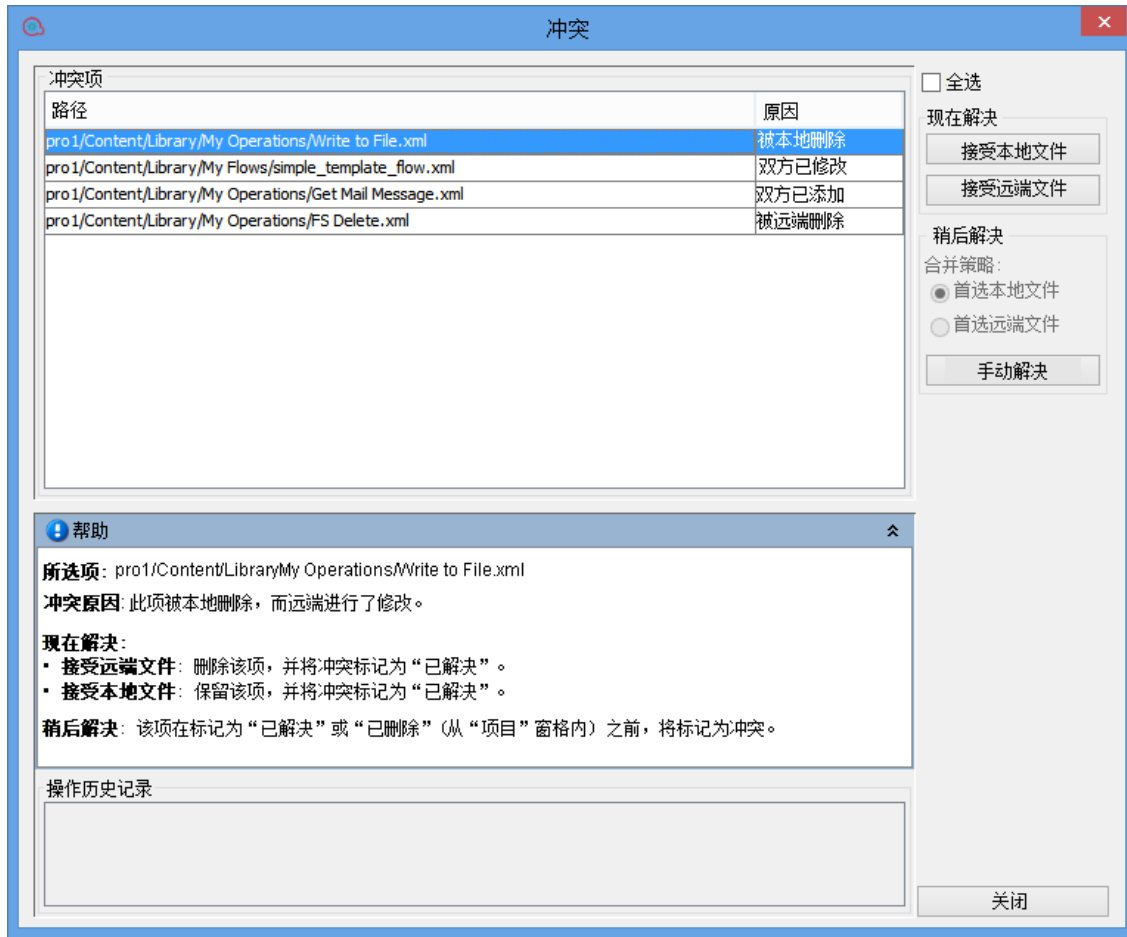 冲突
冲突项
路径 原因
pro1/Content/Library/My Operations/Write to File.xml 被本地删除
pro1/Content/Library/My Flows/simple_template_flow.xml 双方已修改
pro1/Content/Library/My Operations/Get Mail Message.xml 双方已添加
pro1/Content/Library/My Operations/FS Delete.xml 被远端删除
全选
现在解决
接受本地文件
接受远端文件
稍后解决
合并策略:
首选本地文件
首选远端文件
手动解决
帮助
所选项: pro1/Content/LibraryMy Operations/Write to File.xml
冲突原因: 此项被本地删除，而远端进行了修改。
现在解决:
▪ 接受远端文件: 删除该项，并将冲突标记为“已解决”。
▪ 接受本地文件: 保留该项，并将冲突标记为“已解决”。
稍后解决: 该项在标记为“已解决”或“已删除”（从“项目”窗格内）之前，将标记为冲突。
操作历史记录
关闭